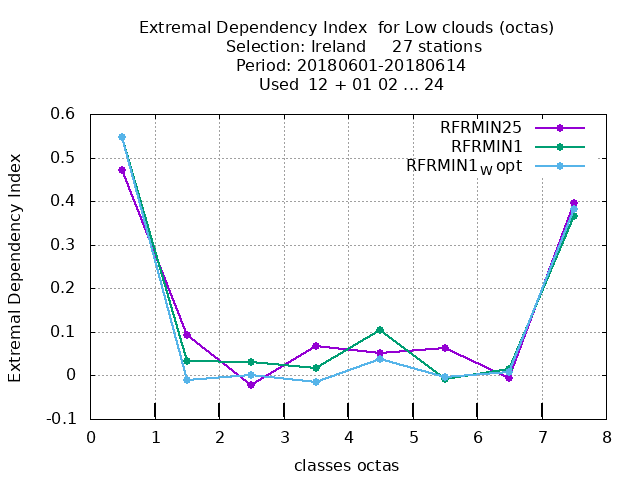 Extremal Dependency Index  for Low clouds (octas)
Selection: Ireland     27 stations
Period: 20180601-20180614
Used  12 + 01 02 ... 24
RFRMIN25
RFRMIN1
RFRMIN1W opt
Extremal Dependency Index
0.6
0.5
0.4
0.3
0.2
0.1
0
-0.1
0 1 2 3 4 5 6 7 8
classes octas